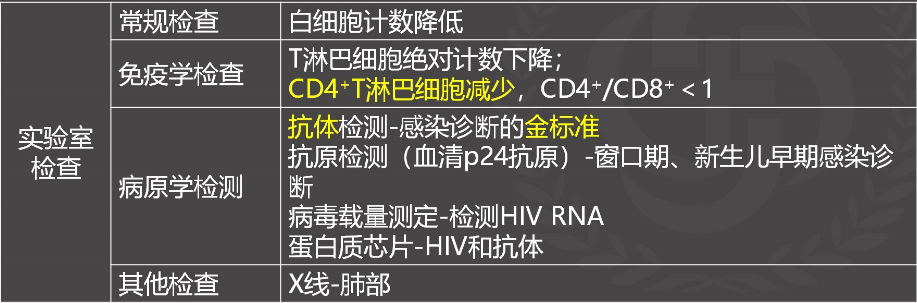 实验室
检查
常规检查
白细胞计数降低
免疫学检查
T淋巴细胞绝对计数下降；
CD4⁺T淋巴细胞减少，CD4⁺/CD8⁺＜1
病原学检测
抗体检测-感染诊断的金标准
抗原检测（血清p24抗原）-窗口期、新生儿早期感染诊
断
病毒载量测定-检测HIV RNA
蛋白质芯片-HIV和抗体
其他检查
X线-肺部